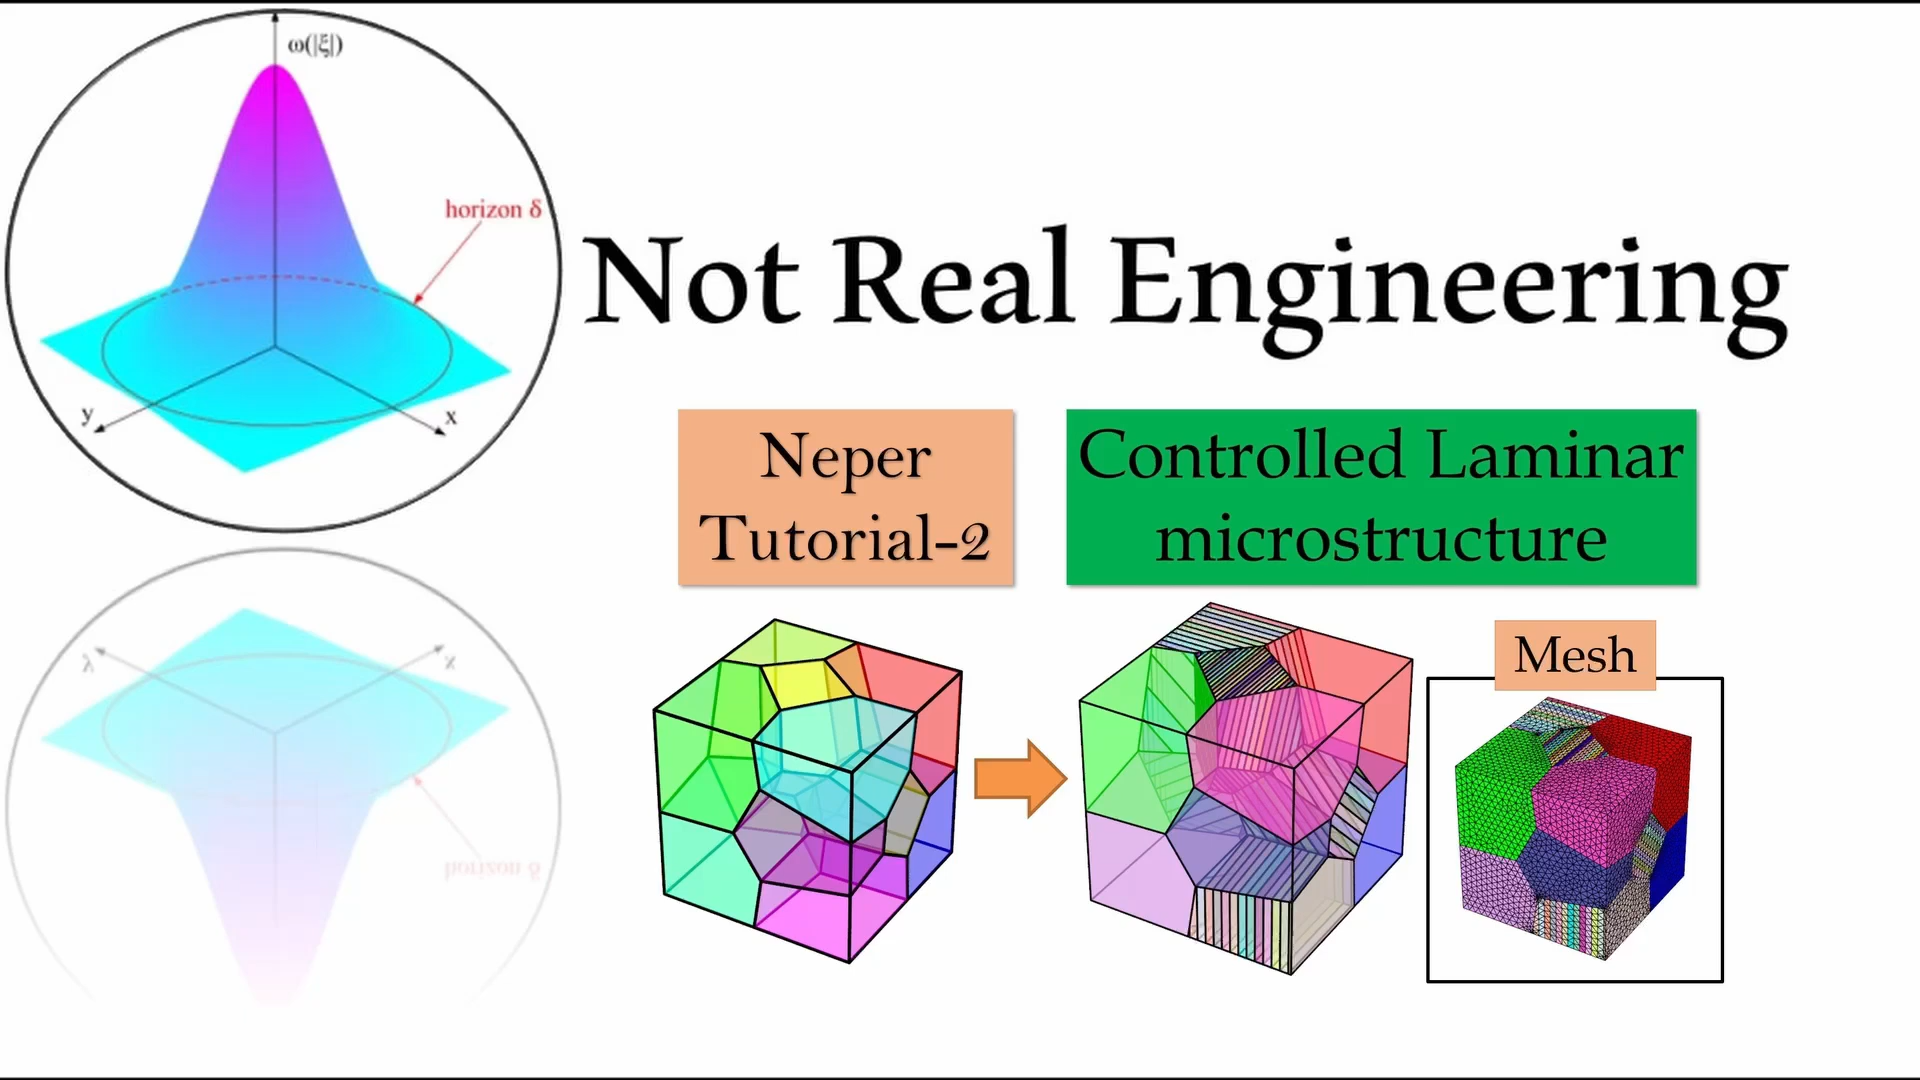 ω(|ξ|)
horizon δ
y
x
Not Real Engineering
Neper
Tutorial-2
Controlled Laminar
microstructure
Mesh